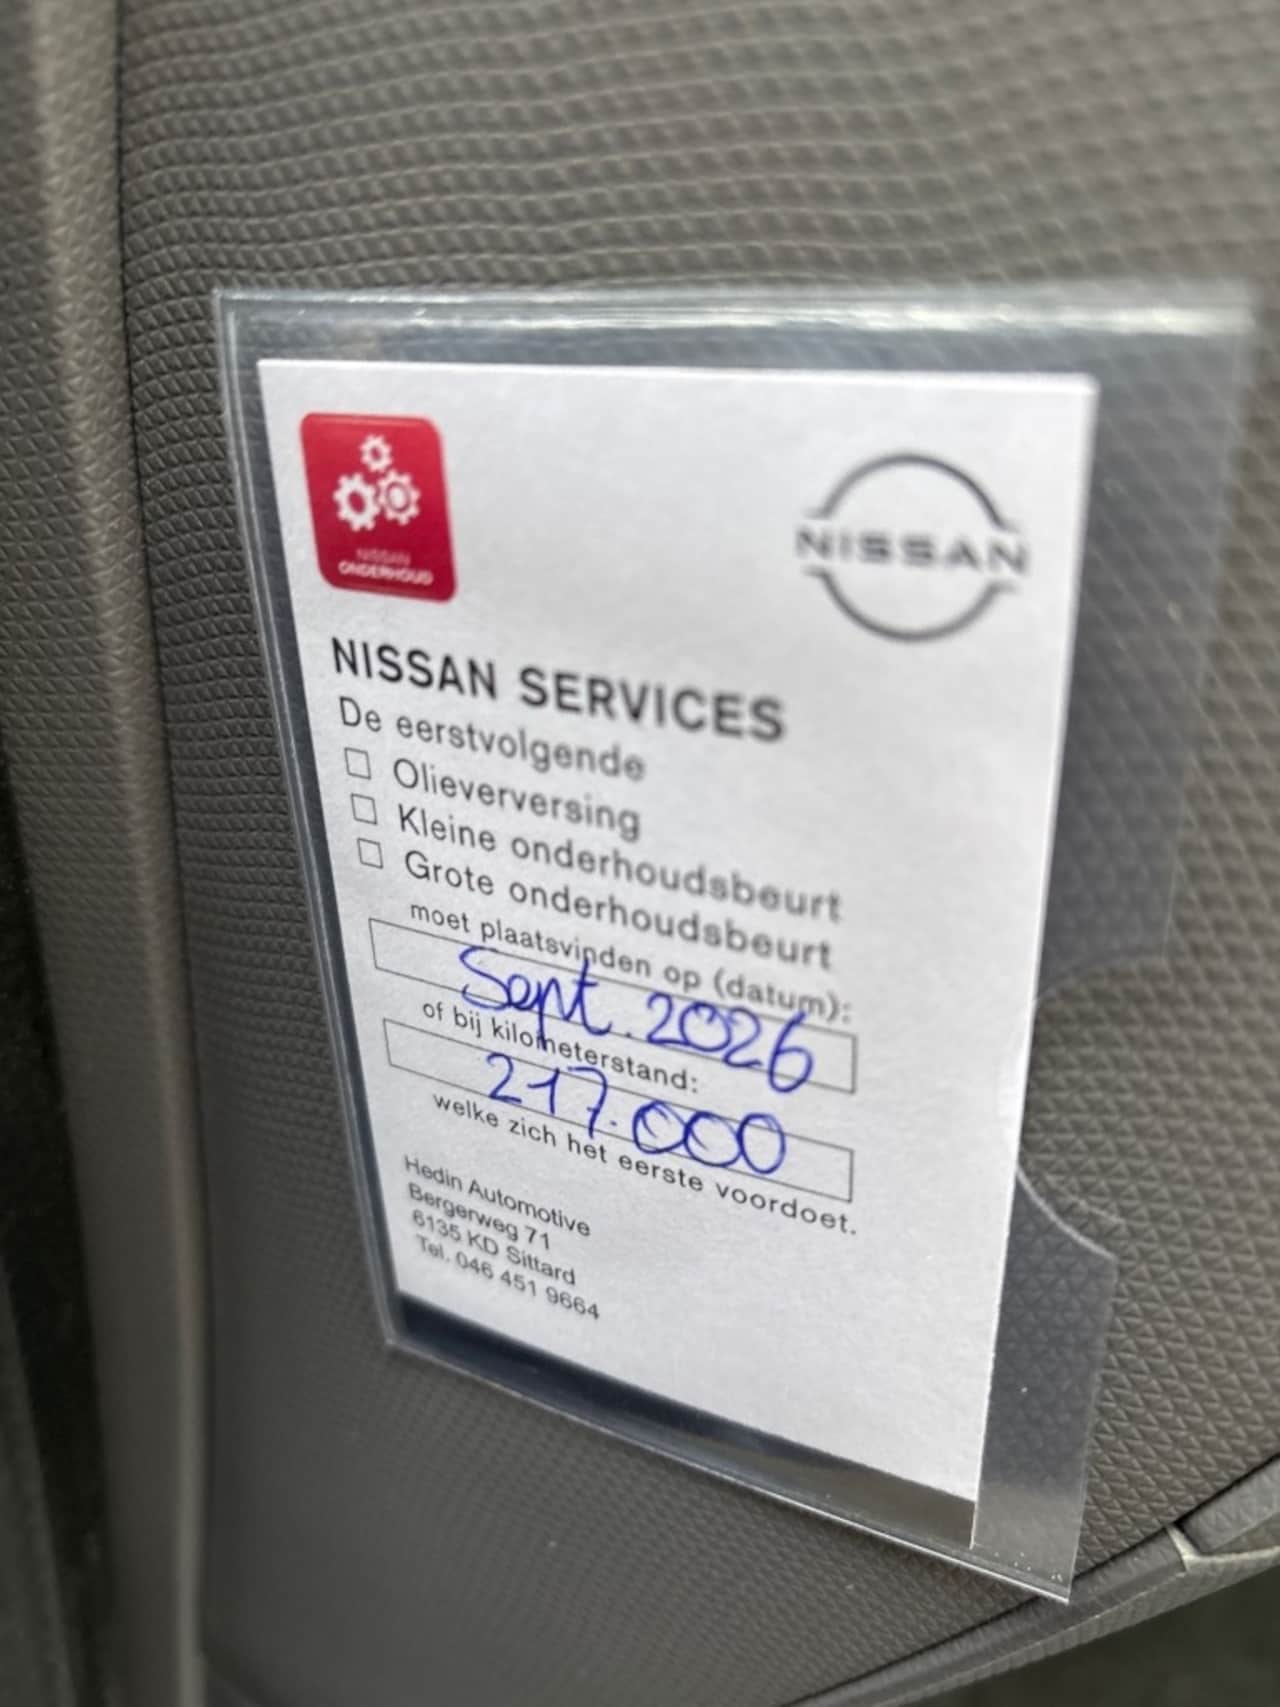 NISSAN
ONDERHOUD
NISSAN
NISSAN SERVICES
De eerstvolgende
Olieverversing
Kleine onderhoudsbeurt
Grote onderhoudsbeurt
moet plaatsvinden op (datum):
Sept. 2026
of bij kilometerstand:
217.000
welke zich het eerste voordoet.
Hedin Automotive
Bergerweg 71
6135 KD Sittard
Tel. 046 451 9664